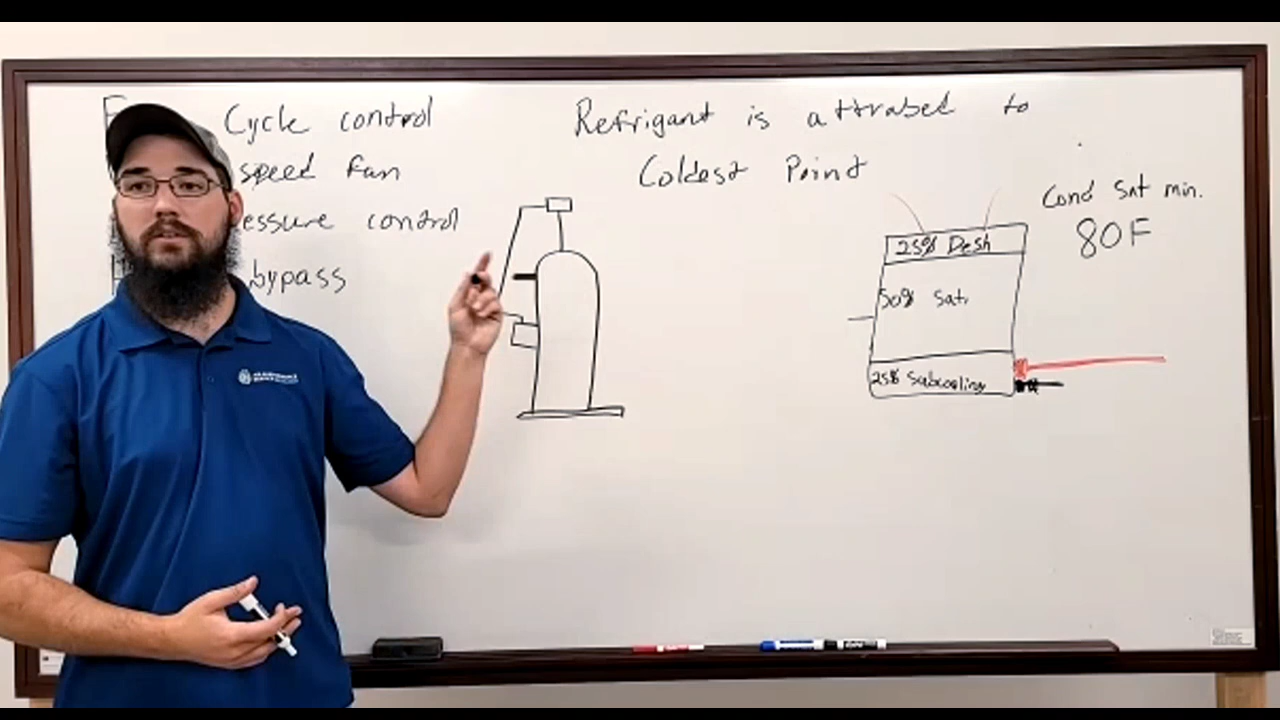 Cycle control
speed fan
essure control
bypass
Refrigant is attrabed to
Coldest Point
Cond Sat min.
80F
25% Desh
50% Sat.
25% Subcooling